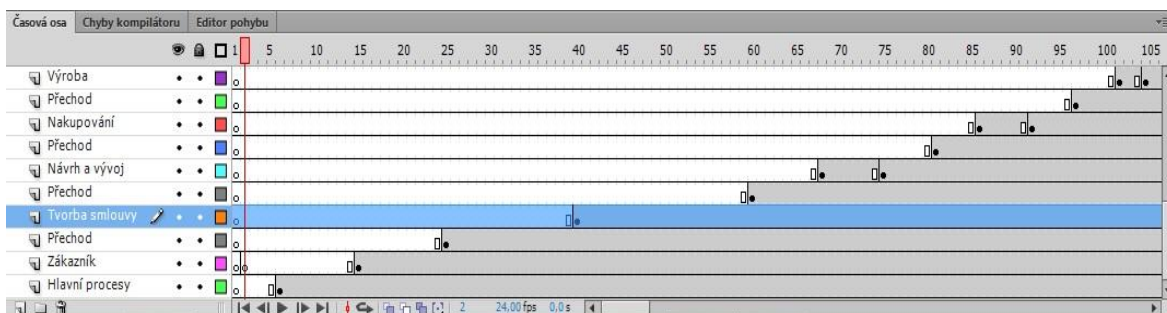 Časová osa Chyby kompilátoru Editor pohybu
1 5 10 15 20 25 30 35 40 45 50 55 60 65 70 75 80 85 90 95 100 105
Výroba
Přechod
Nakupování
Přechod
Návrh a vývoj
Přechod
Tvorba smlouvy
Přechod
Zákazník
Hlavní procesy
2 24,00 fps 0,0 s